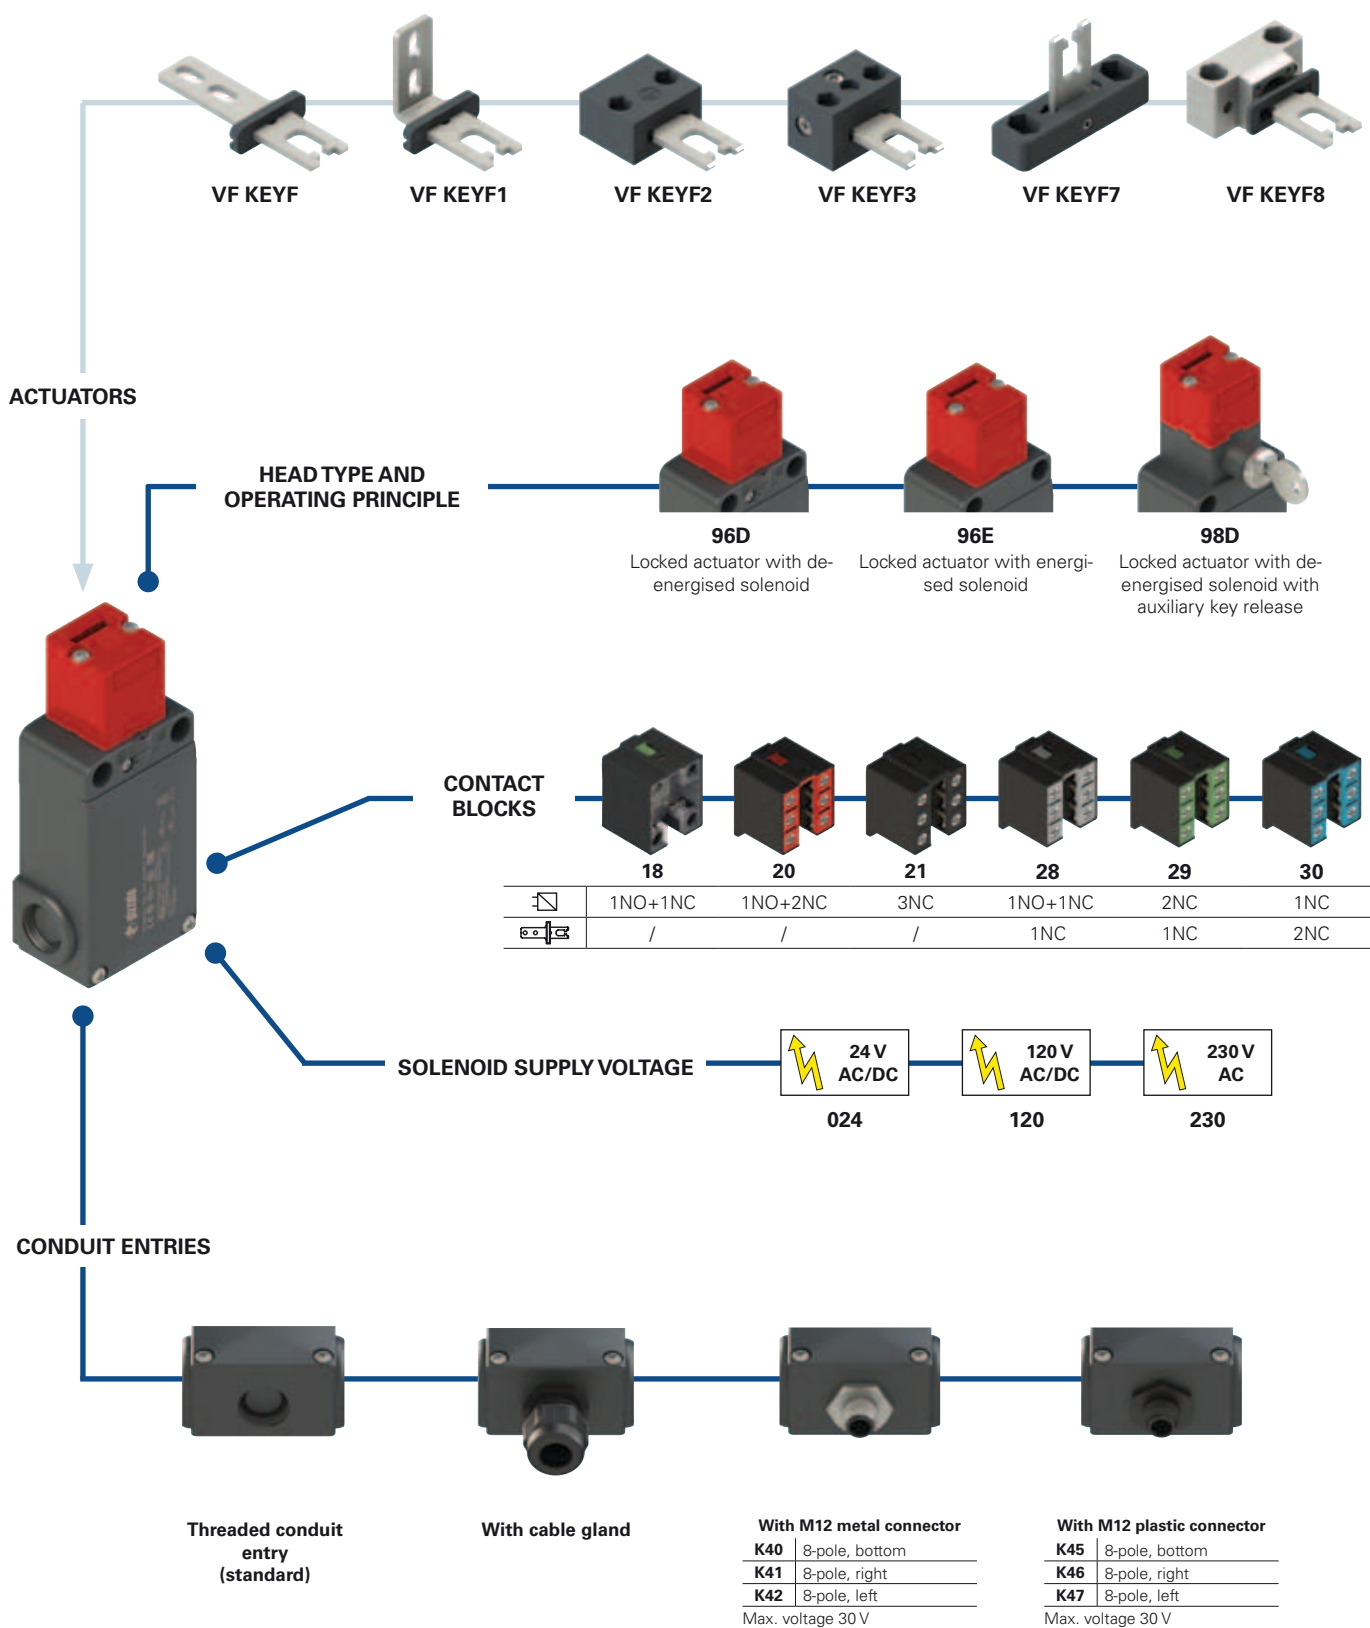 VF KEYF
VF KEYF1
VF KEYF2
VF KEYF3
VF KEYF7
VF KEYF8
ACTUATORS
HEAD TYPE AND
OPERATING PRINCIPLE
96D
Locked actuator with de-
energised solenoid
96E
Locked actuator with energi-
sed solenoid
98D
Locked actuator with de-
energised solenoid with
auxiliary key release
CONTACT
BLOCKS
18 20 21 28 29 30
1NO+1NC 1NO+2NC 3NC 1NO+1NC 2NC 1NC
/ / / 1NC 1NC 2NC
SOLENOID SUPPLY VOLTAGE
24 V
AC/DC
024
120 V
AC/DC
120
230 V
AC
230
CONDUIT ENTRIES
Threaded conduit
entry
(standard)
With cable gland
With M12 metal connector
K40 8-pole, bottom
K41 8-pole, right
K42 8-pole, left
Max. voltage 30 V
With M12 plastic connector
K45 8-pole, bottom
K46 8-pole, right
K47 8-pole, left
Max. voltage 30 V